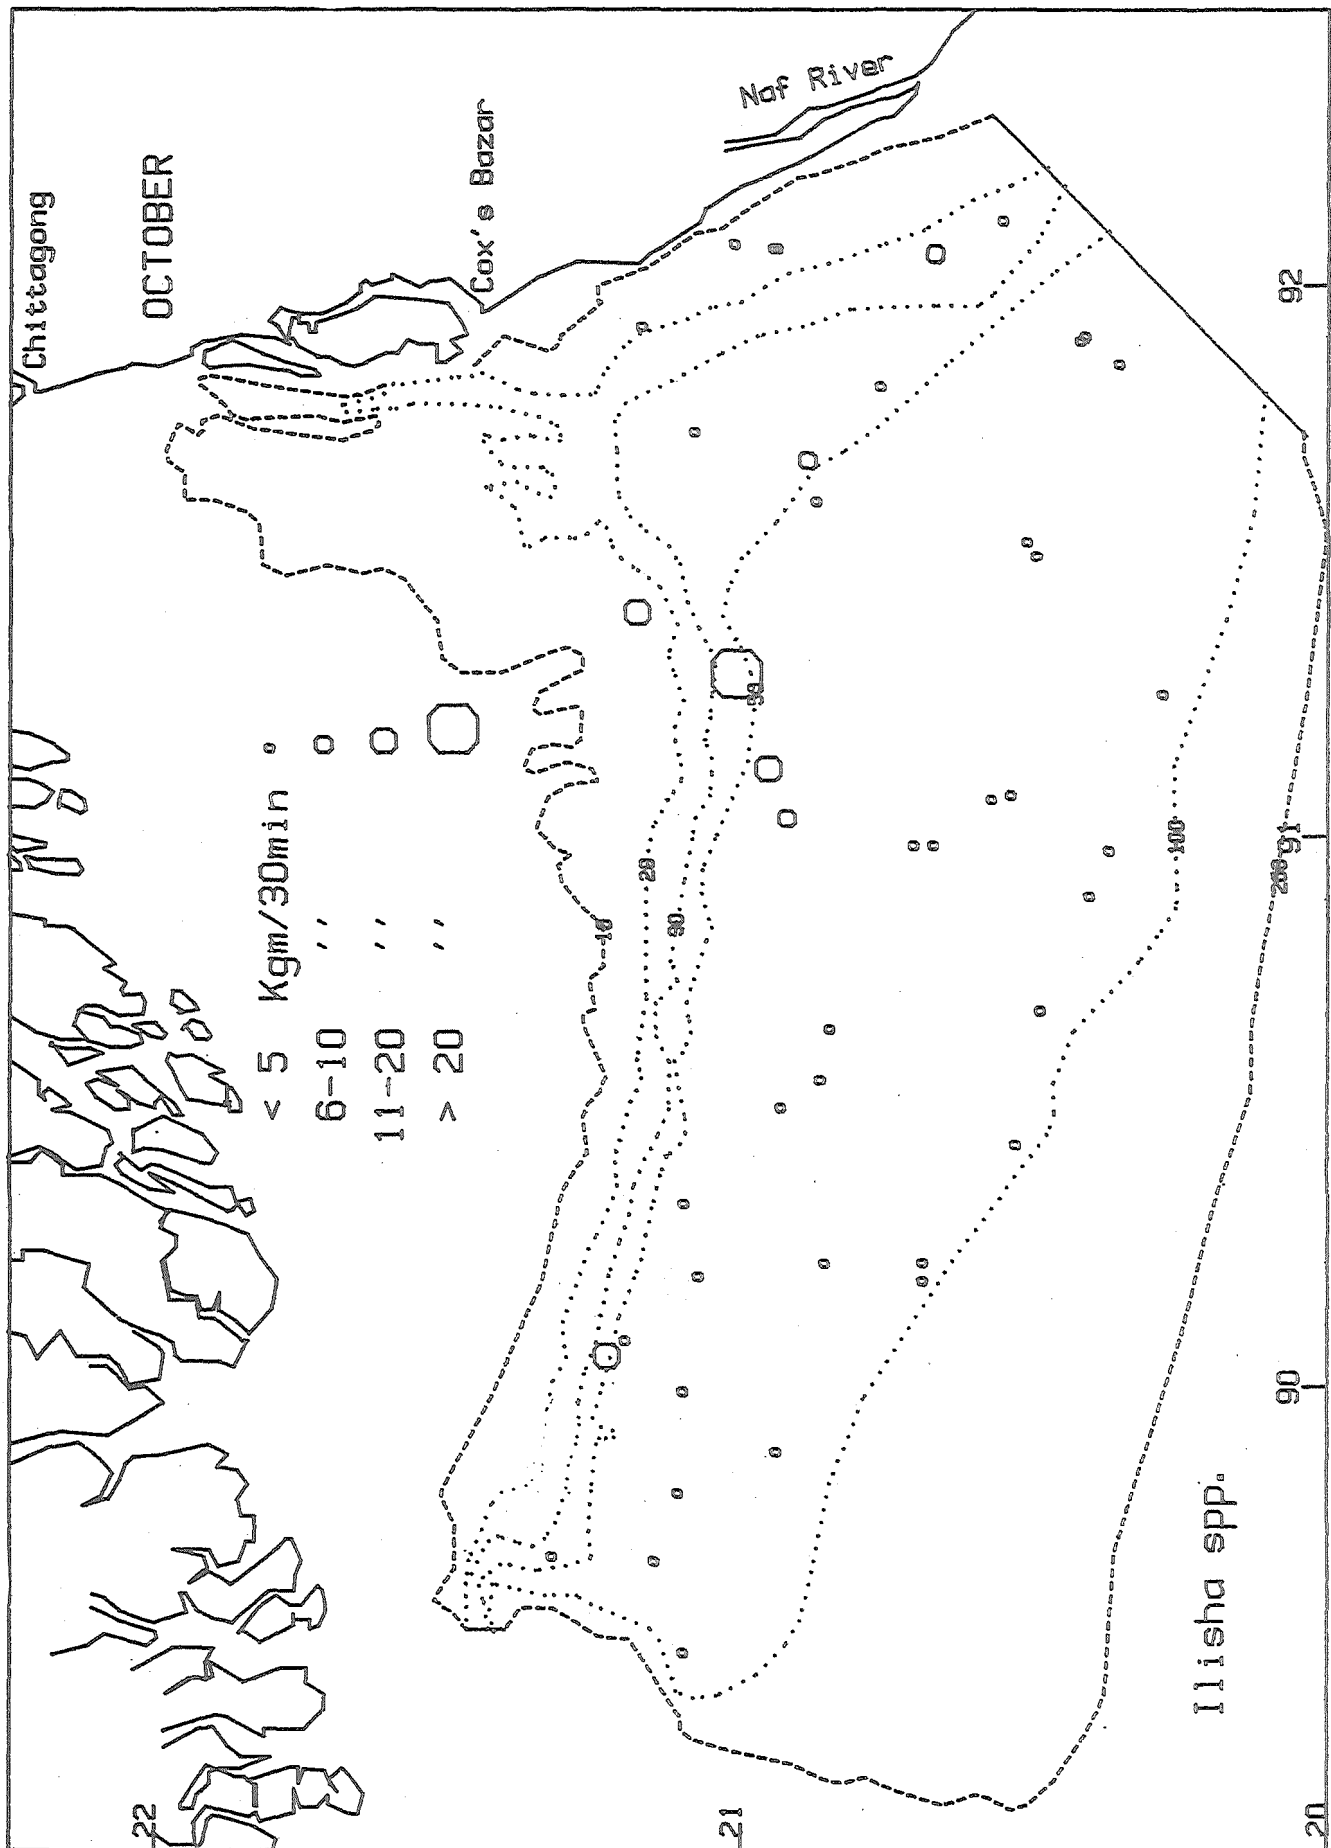 Chittagong
OCTOBER
Cox's Bazar
Naf River
< 5 Kgm/30min
6-10 ,, 
11-20 ,,
> 20 ,,
10
20
30
50
100
200
Ilisha spp.
22
21
20
90
91
92